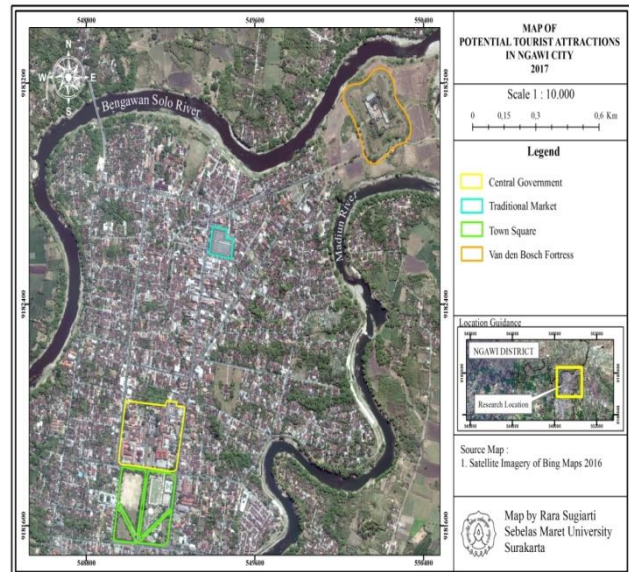 MAP OF
POTENTIAL TOURIST ATTRACTIONS
IN NGAWI CITY
2017
Scale 1 : 10.000
0 0,15 0,3 0,6 Km
Legend
Central Government
Traditional Market
Town Square
Van den Bosch Fortress
Location Guidance
NGAWI DISTRICT
Research Location
Source Map :
1. Satellite Imagery of Bing Maps 2016
Map by Rara Sugiarti
Sebelas Maret University
Surakarta
N
W E
S
Bengawan Solo River
Madiun River
9183200
9182400
9181600